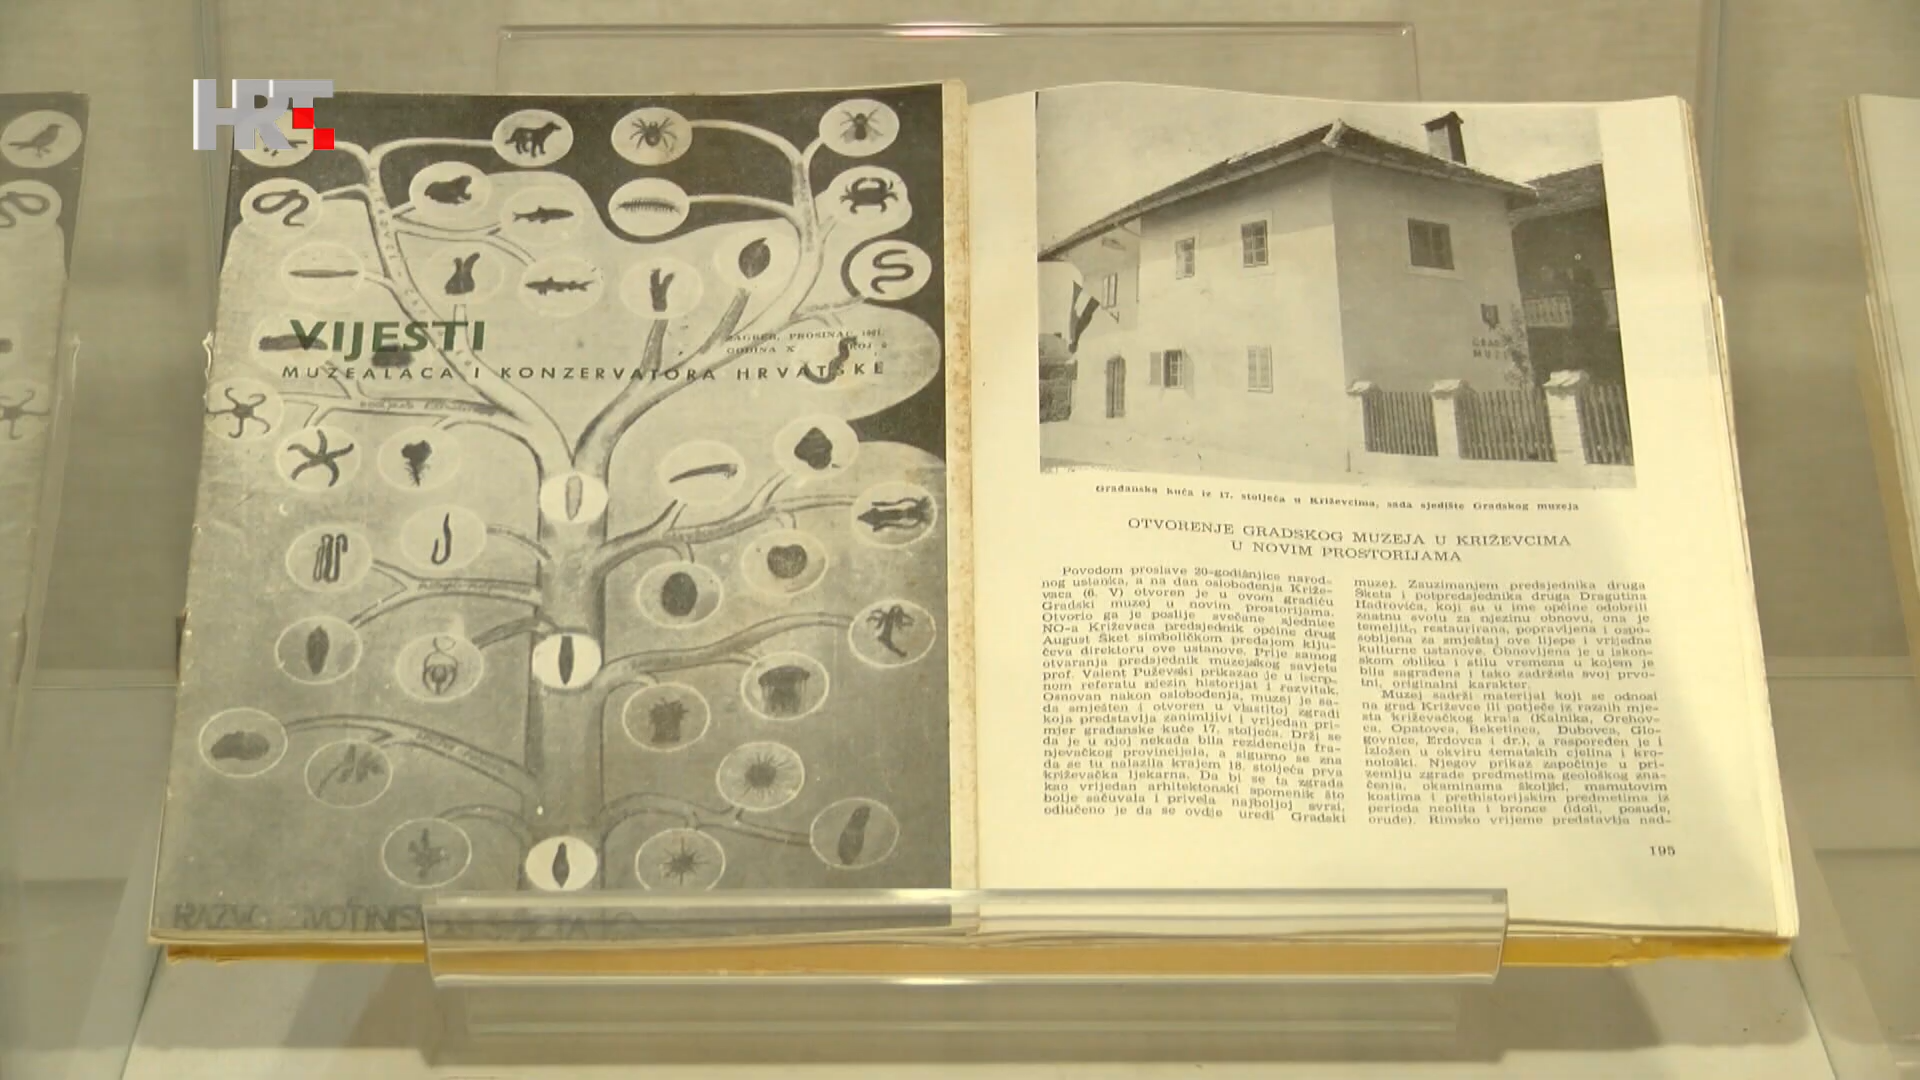 HRT
VIJESTI
ZAGREB, PROSINAC 1961.
GODINA X BROJ
MUZEALACA I KONZERVATORA HRVATSKE
GRADSKI
MUZEJ
Građanska kuća iz 17. stoljeća u Križevcima, sada sjedište Gradskog muzeja
OTVORENJE GRADSKOG MUZEJA U KRIŽEVCIMA
U NOVIM PROSTORIJAMA
Povodom proslave 20-godišnjice narod-
nog ustanka, a na dan oslobođenja Križe-
vaca (6. V) otvoren je u ovom gradiću
Gradski muzej u novim prostorijama.
Otvorio ga je poslije svečane sjednice
NO-a Križevaca predsjednik općine drug
August Šket simboličkom predajom klju-
čeva direktoru ove ustanove. Prije samog
otvaranja predsjednik muzejskog savjeta
prof. Valent Puževski prikazao je u iscrp-
nom referatu njezin historijat i razvitak.
Osnovan nakon oslobođenja, muzej je sa-
da smješten i otvoren u vlastitoj zgradi
koja predstavlja zanimljivi i vrijedan pri-
mjer građanske kuće 17. stoljeća. Drži se
da je u njoj nekada bila rezidencija fra-
njevačkog provincijala, a sigurno se zna
da se tu nalazila krajem 18. stoljeća prva
križevačka ljekarna. Da bi se ta zgrada
kao vrijedan arhitektonski spomenik što
bolje sačuvala i privela najboljoj svrsi,
odlučeno je da se ovdje uredi Gradski
muzej. Zauzimanjem predsjednika druga
Šketa i potpredsjednika druga Dragutina
Hadrovića, koji su u ime općine odobrili
znatnu svotu za njezinu obnovu, ona je
temeljito restaurirana, popravljena i ospo-
sobljena za smještaj ove lijepe i vrijedne
kulturne ustanove. Obnovljena je u iskon-
skom obliku i stilu vremena u kojem je
bila sagrađena i tako zadržala svoj prvo-
tni, originalni karakter.
Muzej sadrži materijal koji se odnosi
na grad Križevce ili potječe iz raznih mje-
sta križevačkog kraja (Kalnika, Orehov-
ca, Opatovca, Beketinca, Dubovca, Glo-
govnice, Erdovca i dr.), a raspoređen je i
izložen u okviru tematskih cjelina i kro-
nološki. Njegov prikaz započinje u pri-
zemlju zgrade predmetima geološkog zna-
čenja, okaminama školjki, mamutovim
kostima i prethistorijskim predmetima iz
perioda neolita i bronce (idoli, posude,
oruđe). Rimsko vrijeme predstavlja nad-
195